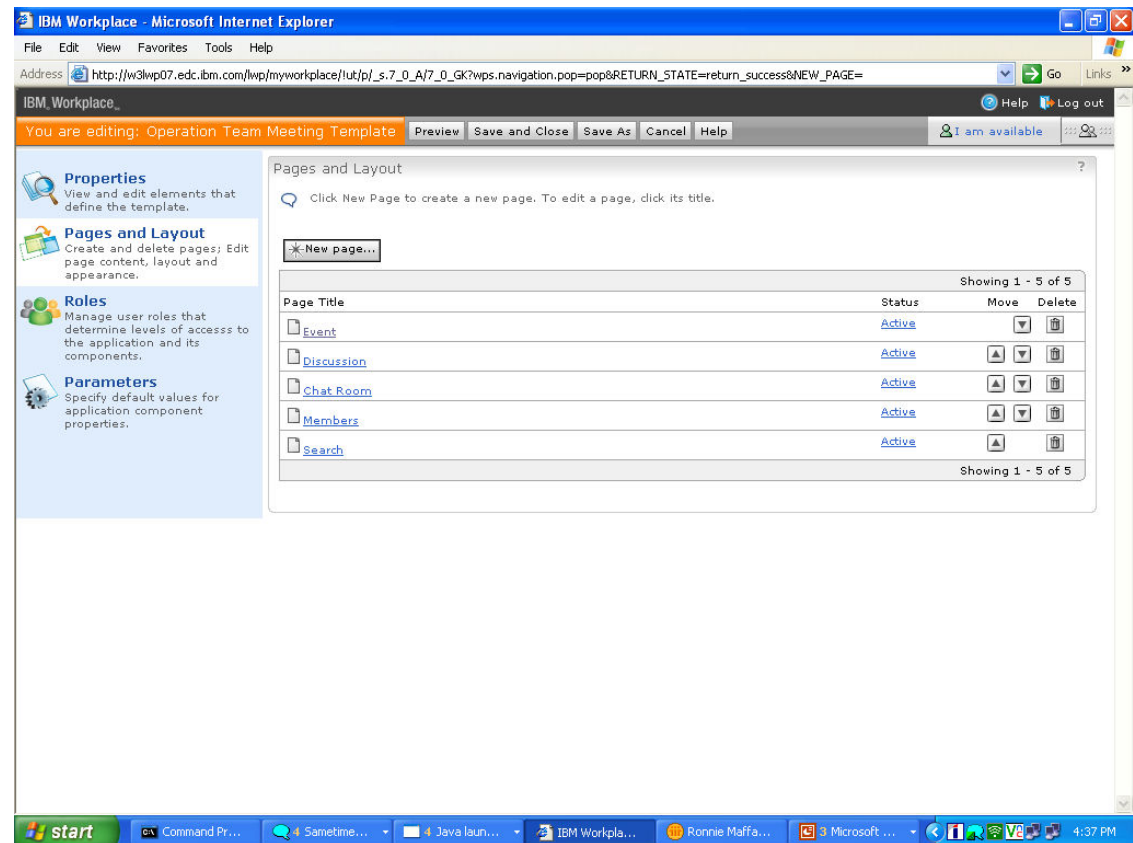 IBM Workplace - Microsoft Internet Explorer
File Edit View Favorites Tools Help
Address http://w3lwp07.edc.ibm.com/lwp/myworkplace/!ut/p/_s.7_0_A/7_0_GK?wps.navigation.pop=pop&RETURN_STATE=return_success&NEW_PAGE= Go Links »
IBM_Workplace_ Help Log out
You are editing: Operation Team Meeting Template Preview Save and Close Save As Cancel Help I am available
Properties
View and edit elements that
define the template.
Pages and Layout
Create and delete pages; Edit
page content, layout and
appearance.
Roles
Manage user roles that
determine levels of accesss to
the application and its
components.
Parameters
Specify default values for
application component
properties.
Pages and Layout ?
Click New Page to create a new page. To edit a page, click its title.
New page...
Showing 1 - 5 of 5
Page Title Status Move Delete
Event Active
Discussion Active
Chat Room Active
Members Active
Search Active
Showing 1 - 5 of 5
start Command Pr... 4 Sametime... 4 Java laun... IBM Workpla... Ronnie Maffa... 3 Microsoft ... 4:37 PM